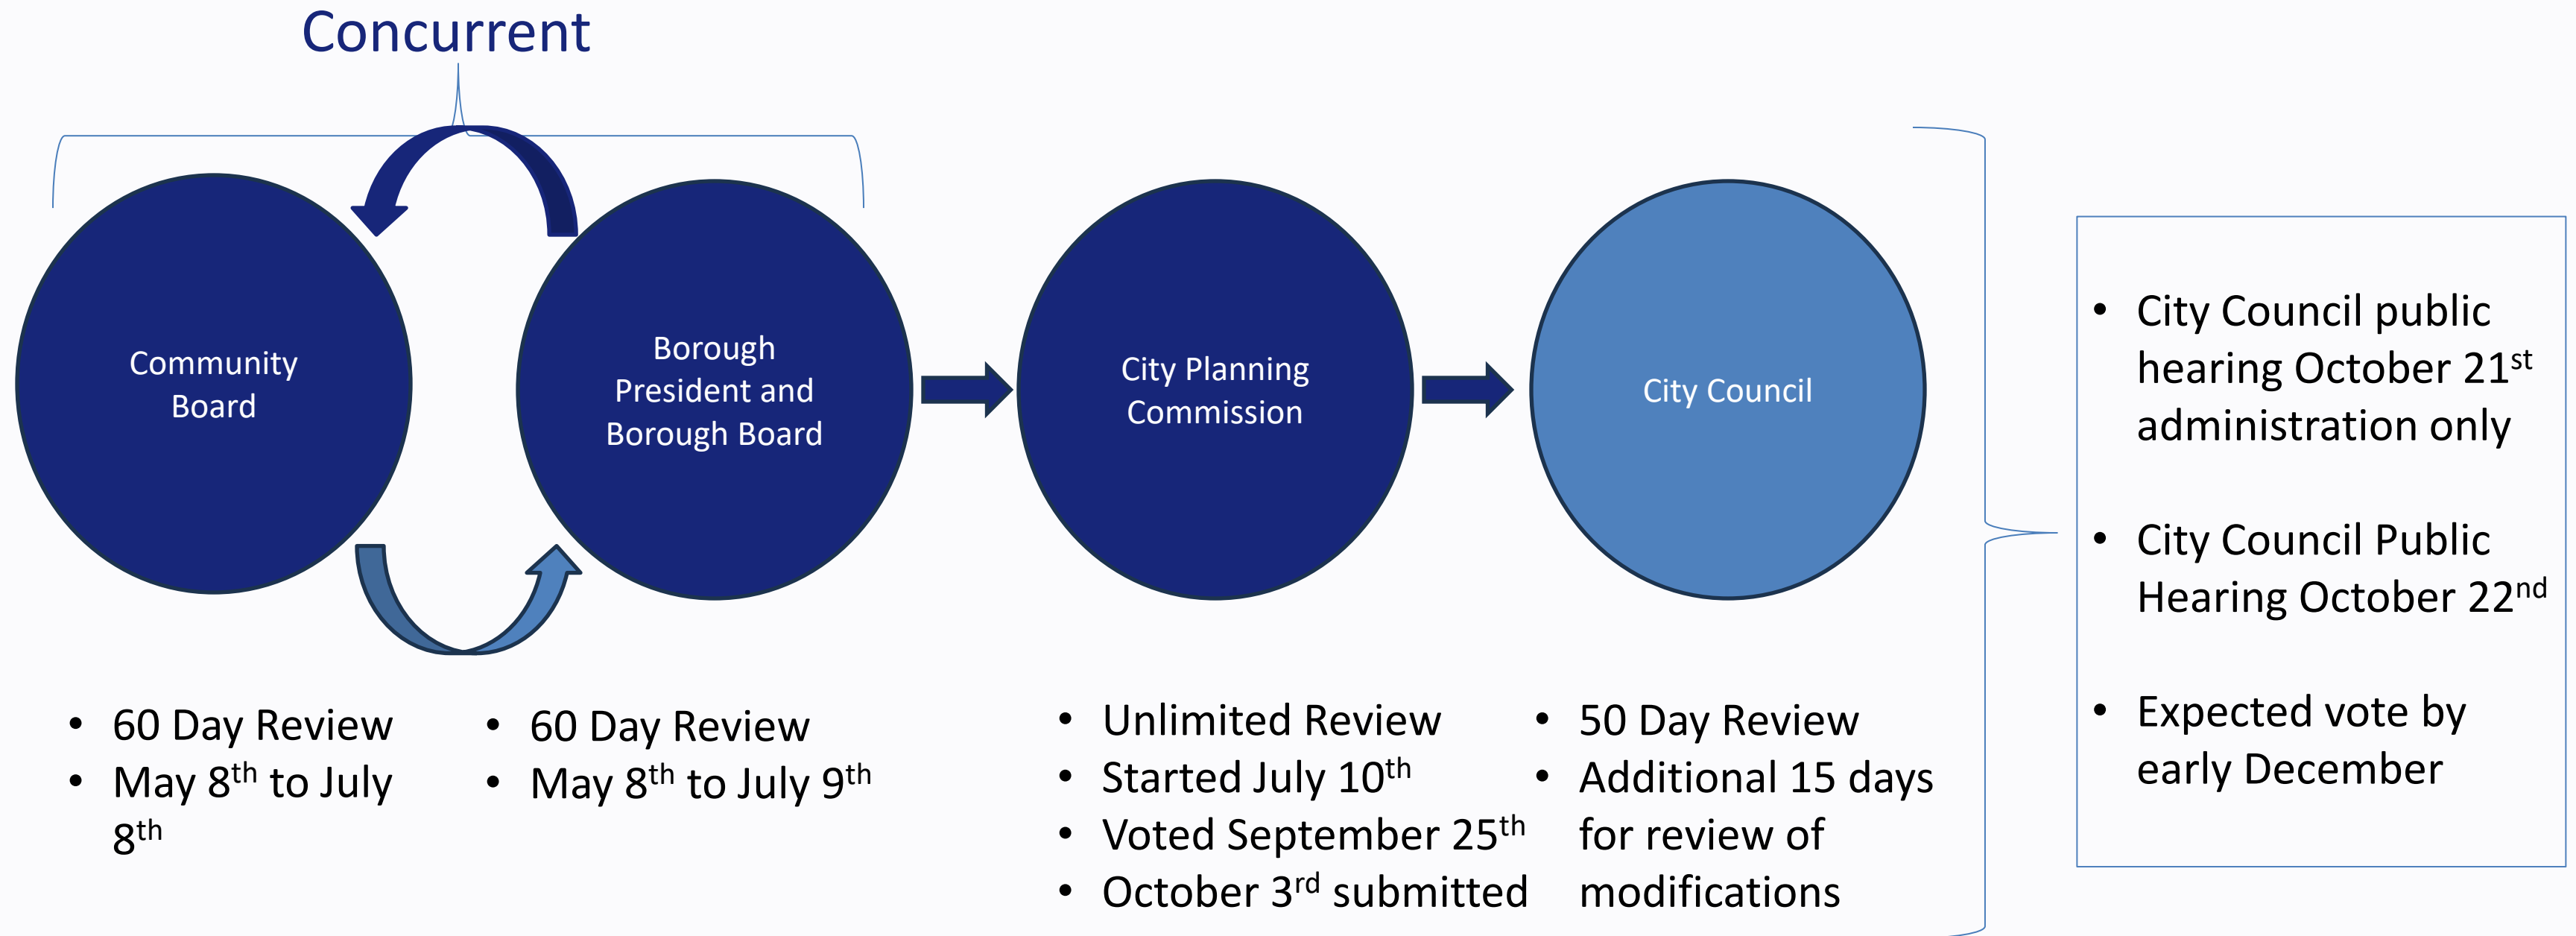 Concurrent
Community
Board
Borough
President and
Borough Board
City Planning
Commission
City Council
• 60 Day Review
• May 8th to July
8th
• 60 Day Review
• May 8th to July 9th
• Unlimited Review
• Started July 10th
• Voted September 25th
• October 3rd submitted
• 50 Day Review
• Additional 15 days
for review of
modifications
• City Council public
hearing October 21st
administration only
• City Council Public
Hearing October 22nd
• Expected vote by
early December